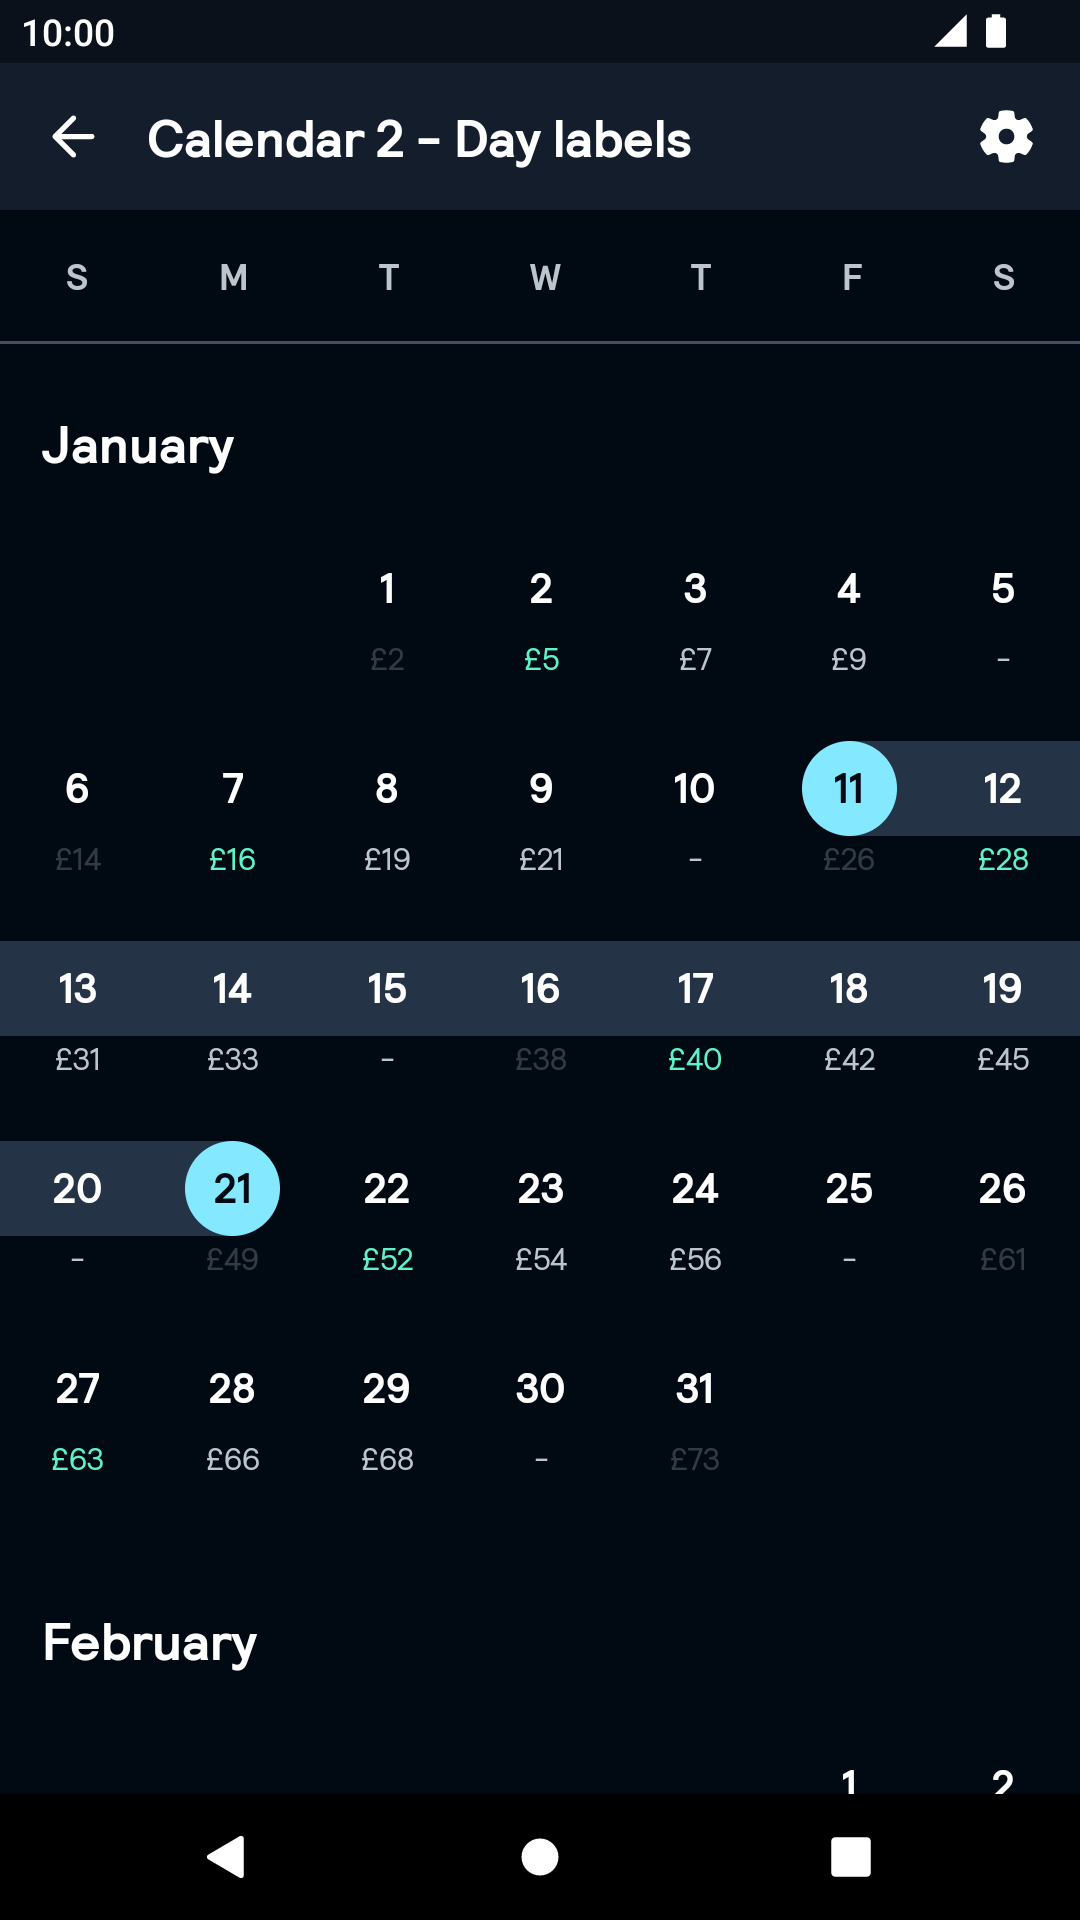 10:00
Calendar 2 - Day labels
S M T W T F S
January
1 2 3 4 5
£2 £5 £7 £9 -
6 7 8 9 10 11 12
£14 £16 £19 £21 - £26 £28
13 14 15 16 17 18 19
£31 £33 - £38 £40 £42 £45
20 21 22 23 24 25 26
- £49 £52 £54 £56 - £61
27 28 29 30 31
£63 £66 £68 - £73
February
1 2